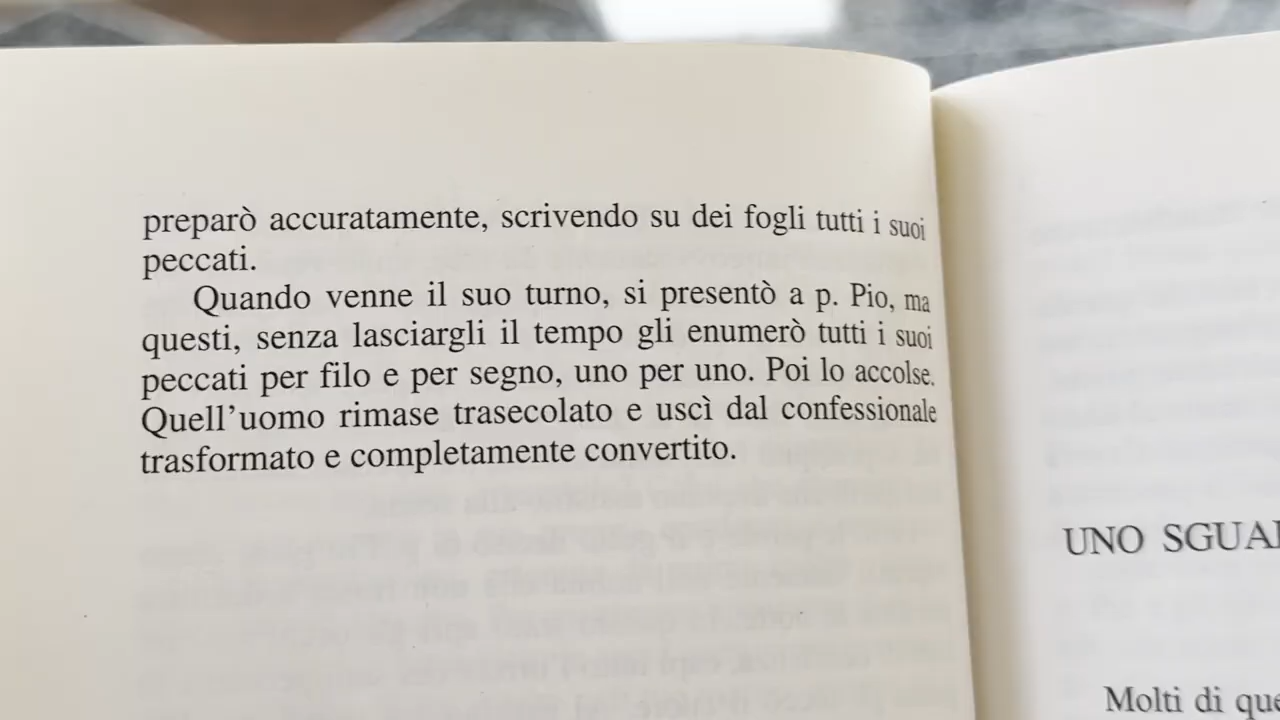 preparò accuratamente, scrivendo su dei fogli tutti i suoi
peccati.
Quando venne il suo turno, si presentò a p. Pio, ma
questi, senza lasciargli il tempo gli enumerò tutti i suoi
peccati per filo e per segno, uno per uno. Poi lo accolse.
Quell'uomo rimase trasecolato e uscì dal confessionale
trasformato e completamente convertito.
UNO
Molti di